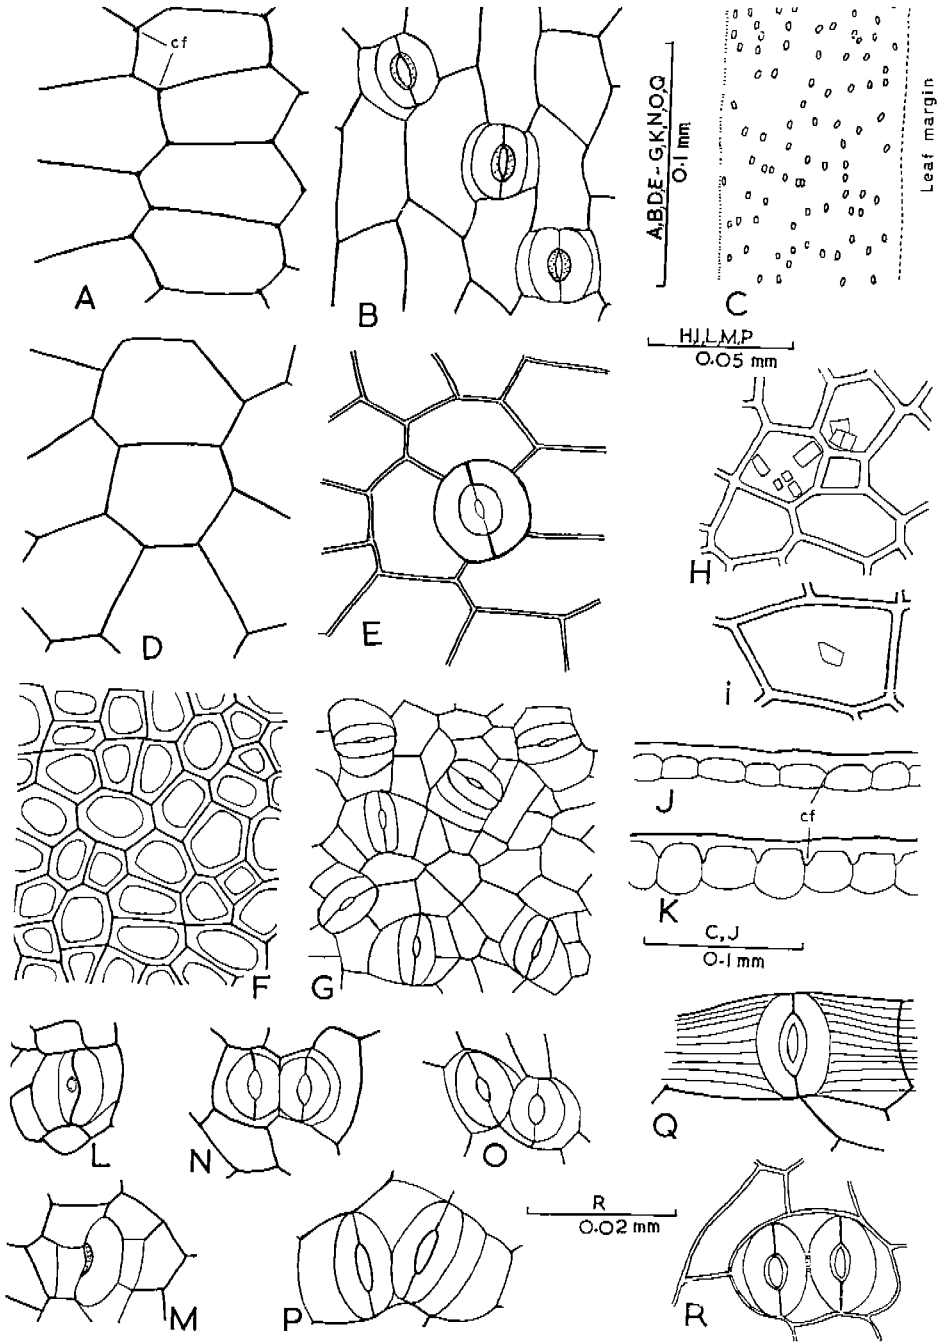 cf
A
B
A,B,D,E-G,K,N,O,Q
0·1 mm
C
Leaf margin
H,I,L,M,P
0.05 mm
D
E
H
i
F
G
J
cf
K
C,J
0·1 mm
L
N
O
Q
M
P
R
0.02 mm
R